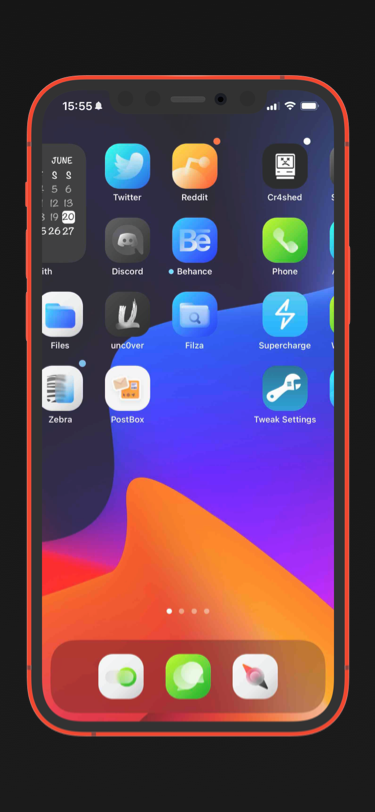 15:55
JUNE
S S
5 6
12 13
19 20
26 27
Twitter
Reddit
Cr4shed
ith
Discord
Bē
Behance
Phone
Files
unc0ver
Filza
Supercharge
Zebra
PostBox
Tweak Settings